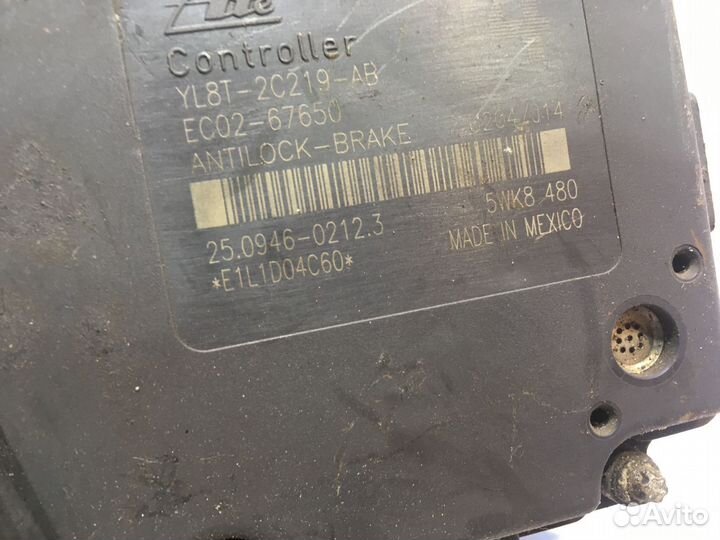 Ate
Controller
YL8T-2C219-AB
EC02-67650
ANTILOCK-BRAKE
25.0946-0212.3
5WK8 480
*E1L1D04C60*
MADE IN MEXICO
Avito